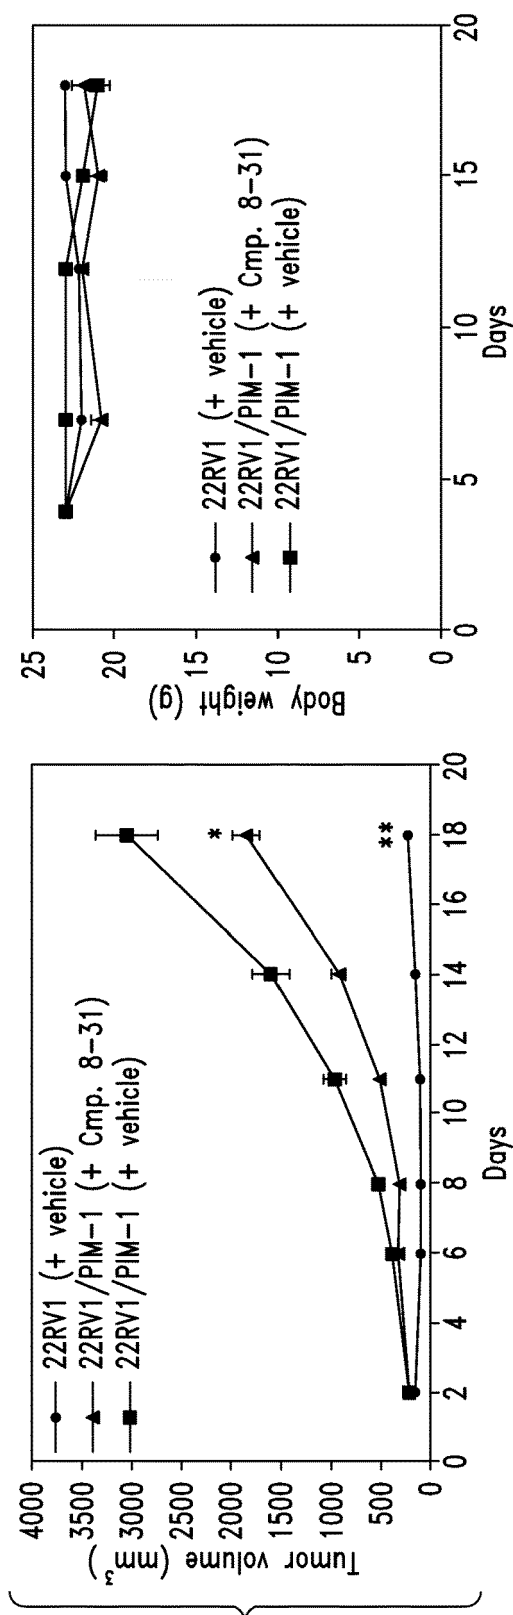 Tumor volume (mm³)
4000
3500
3000
2500
2000
1500
1000
500
0
22RV1 (+ vehicle)
22RV1/PIM-1 (+ Cmp. 8-31)
22RV1/PIM-1 (+ vehicle)
*
**
0 2 4 6 8 10 12 14 16 18 20
Days
Body weight (g)
25
20
15
10
5
0
22RV1 (+ vehicle)
22RV1/PIM-1 (+ Cmp. 8-31)
22RV1/PIM-1 (+ vehicle)
0 5 10 15 20
Days